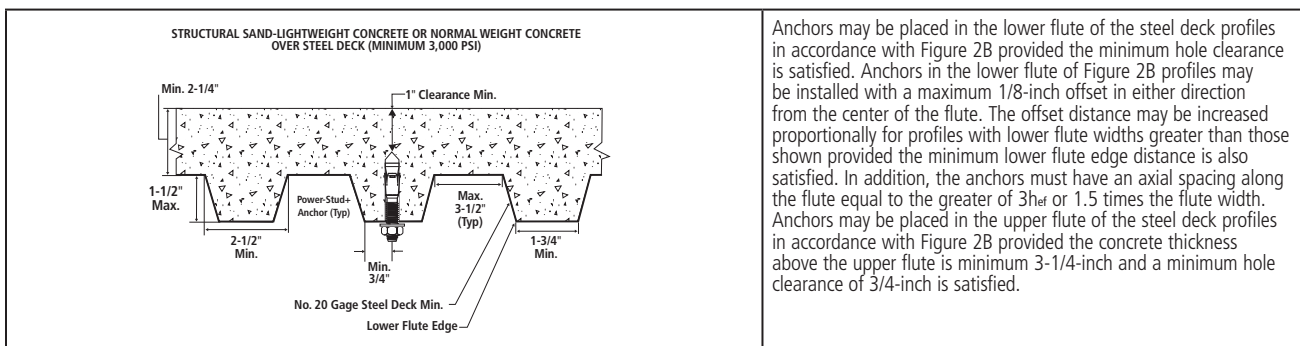 STRUCTURAL SAND-LIGHTWEIGHT CONCRETE OR NORMAL WEIGHT CONCRETE
OVER STEEL DECK (MINIMUM 3,000 PSI)
Min. 2-1/4"
1" Clearance Min.
1-1/2"
Max.
Power-Stud+
Anchor (Typ)
Max.
3-1/2"
(Typ)
2-1/2"
Min.
Min.
3/4"
1-3/4"
Min.
No. 20 Gage Steel Deck Min.
Lower Flute Edge
Anchors may be placed in the lower flute of the steel deck profiles
in accordance with Figure 2B provided the minimum hole clearance
is satisfied. Anchors in the lower flute of Figure 2B profiles may
be installed with a maximum 1/8-inch offset in either direction
from the center of the flute. The offset distance may be increased
proportionally for profiles with lower flute widths greater than those
shown provided the minimum lower flute edge distance is also
satisfied. In addition, the anchors must have an axial spacing along
the flute equal to the greater of 3hef or 1.5 times the flute width.
Anchors may be placed in the upper flute of the steel deck profiles
in accordance with Figure 2B provided the concrete thickness
above the upper flute is minimum 3-1/4-inch and a minimum hole
clearance of 3/4-inch is satisfied.